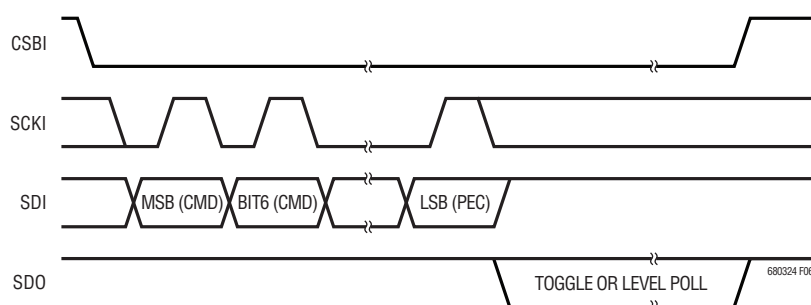 CSBI
SCKI
SDI
MSB (CMD) BIT6 (CMD) LSB (PEC)
SDO
TOGGLE OR LEVEL POLL
680324 F06